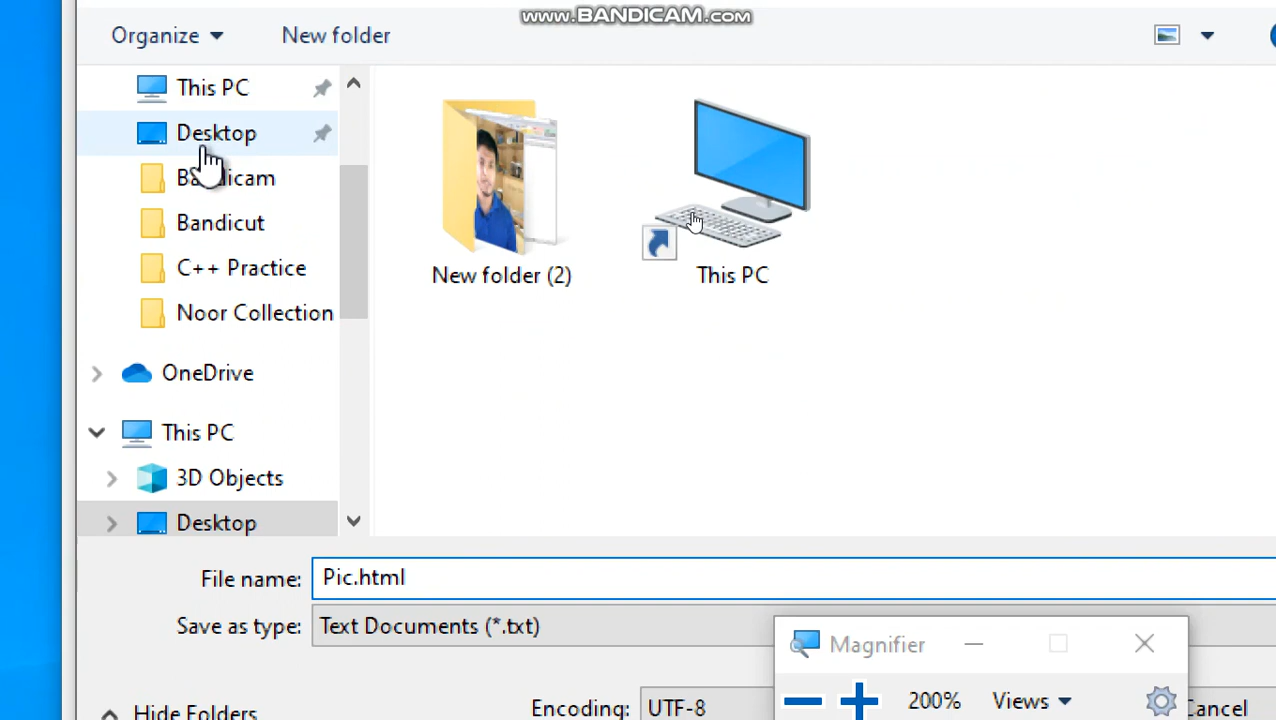 www.BANDICAM.com
Organize New folder
This PC
Desktop
Bandicam
Bandicut
C++ Practice
Noor Collection
OneDrive
This PC
3D Objects
Desktop
New folder (2) This PC
File name: Pic.html
Save as type: Text Documents (*.txt)
Magnifier
200% Views
Hide Folders Encoding: UTF-8 Cancel